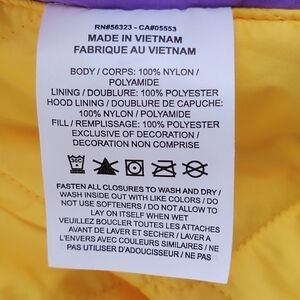 RN#56323 - CA#05553
MADE IN VIETNAM
FABRIQUE AU VIETNAM
BODY / CORPS: 100% NYLON /
POLYAMIDE
LINING / DOUBLURE: 100% POLYESTER
HOOD LINING / DOUBLURE DE CAPUCHE:
100% NYLON / POLYAMIDE
FILL / REMPLISSAGE: 100% POLYESTER
EXCLUSIVE OF DECORATION /
DECORATION NON COMPRISE
FASTEN ALL CLOSURES TO WASH AND DRY /
WASH INSIDE OUT WITH LIKE COLORS / DO
NOT USE SOFTENERS / DO NOT ALLOW TO
LAY ON ITSELF WHEN WET
VEUILLEZ BOUCLER TOUTES LES ATTACHES
AVANT DE LAVER ET SECHER / LAVER A
L'ENVERS AVEC COULEURS SIMILAIRES / NE
PAS UTILISER D'ADOUCISSEUR / NE PAS